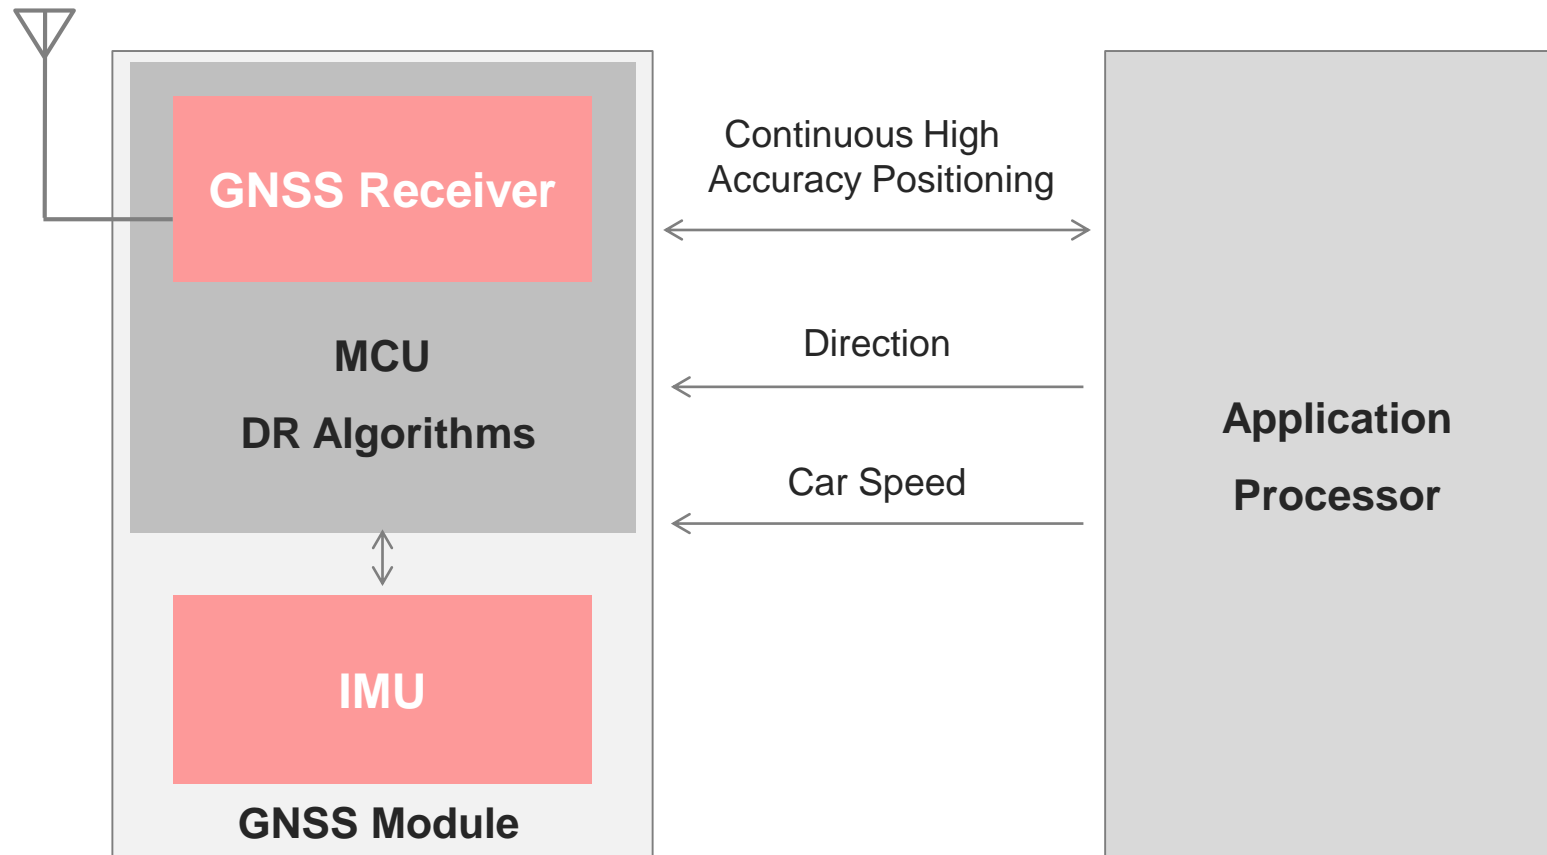 GNSS Receiver
MCU
DR Algorithms
IMU
GNSS Module
Continuous High
Accuracy Positioning
Direction
Car Speed
Application
Processor